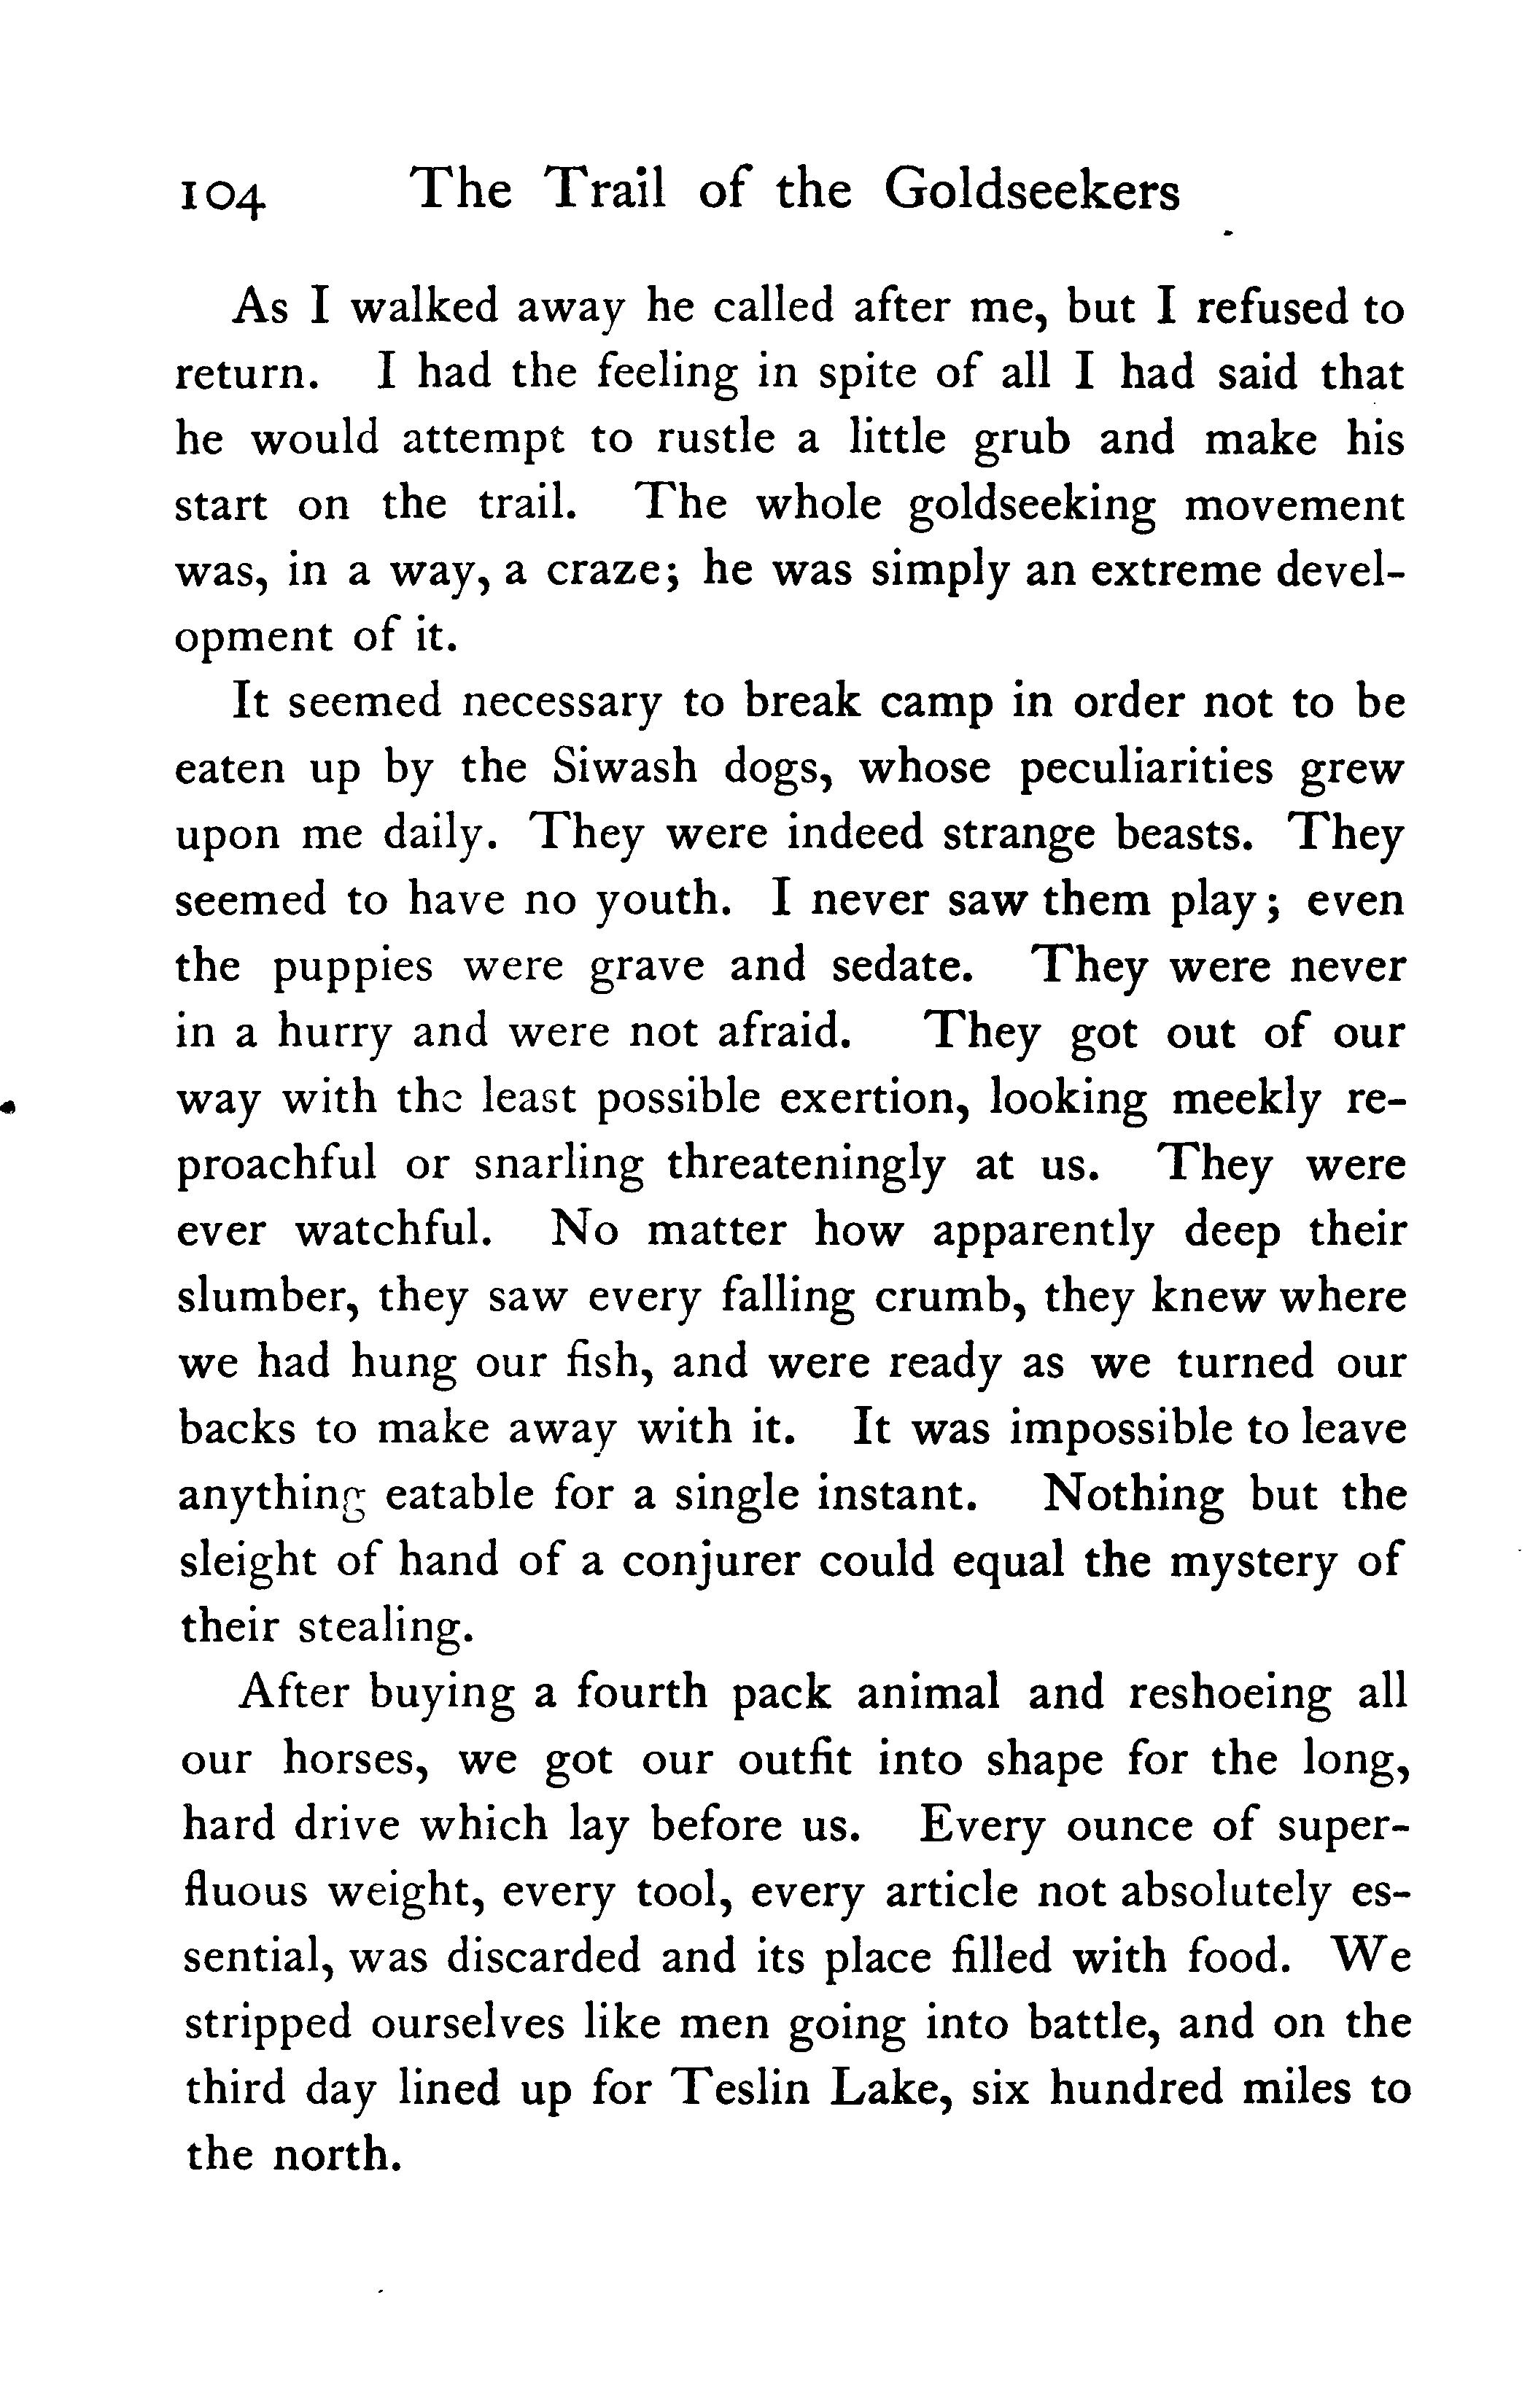 104 The Trail of the Goldseekers
As I walked away he called after me, but I refused to
return. I had the feeling in spite of all I had said that
he would attempt to rustle a little grub and make his
start on the trail. The whole goldseeking movement
was, in a way, a craze; he was simply an extreme devel-
opment of it.
It seemed necessary to break camp in order not to be
eaten up by the Siwash dogs, whose peculiarities grew
upon me daily. They were indeed strange beasts. They
seemed to have no youth. I never saw them play; even
the puppies were grave and sedate. They were never
in a hurry and were not afraid. They got out of our
way with the least possible exertion, looking meekly re-
proachful or snarling threateningly at us. They were
ever watchful. No matter how apparently deep their
slumber, they saw every falling crumb, they knew where
we had hung our fish, and were ready as we turned our
backs to make away with it. It was impossible to leave
anything eatable for a single instant. Nothing but the
sleight of hand of a conjurer could equal the mystery of
their stealing.
After buying a fourth pack animal and reshoeing all
our horses, we got our outfit into shape for the long,
hard drive which lay before us. Every ounce of super-
fluous weight, every tool, every article not absolutely es-
sential, was discarded and its place filled with food. We
stripped ourselves like men going into battle, and on the
third day lined up for Teslin Lake, six hundred miles to
the north.